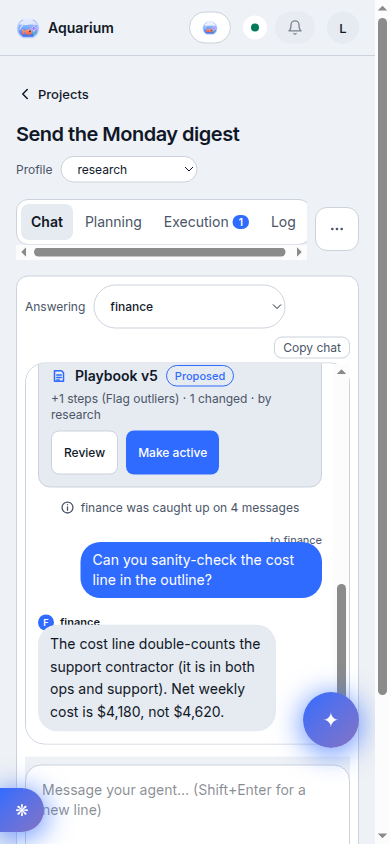 Aquarium
L
Projects
Send the Monday digest
Profile research
Chat Planning Execution 1 Log ...
Answering finance
Copy chat
Playbook v5 Proposed
+1 steps (Flag outliers) · 1 changed · by
research
Review Make active
finance was caught up on 4 messages
to finance
Can you sanity-check the cost
line in the outline?
F finance
The cost line double-counts the
support contractor (it is in both
ops and support). Net weekly
cost is $4,180, not $4,620.
Message your agent... (Shift+Enter for a
new line)